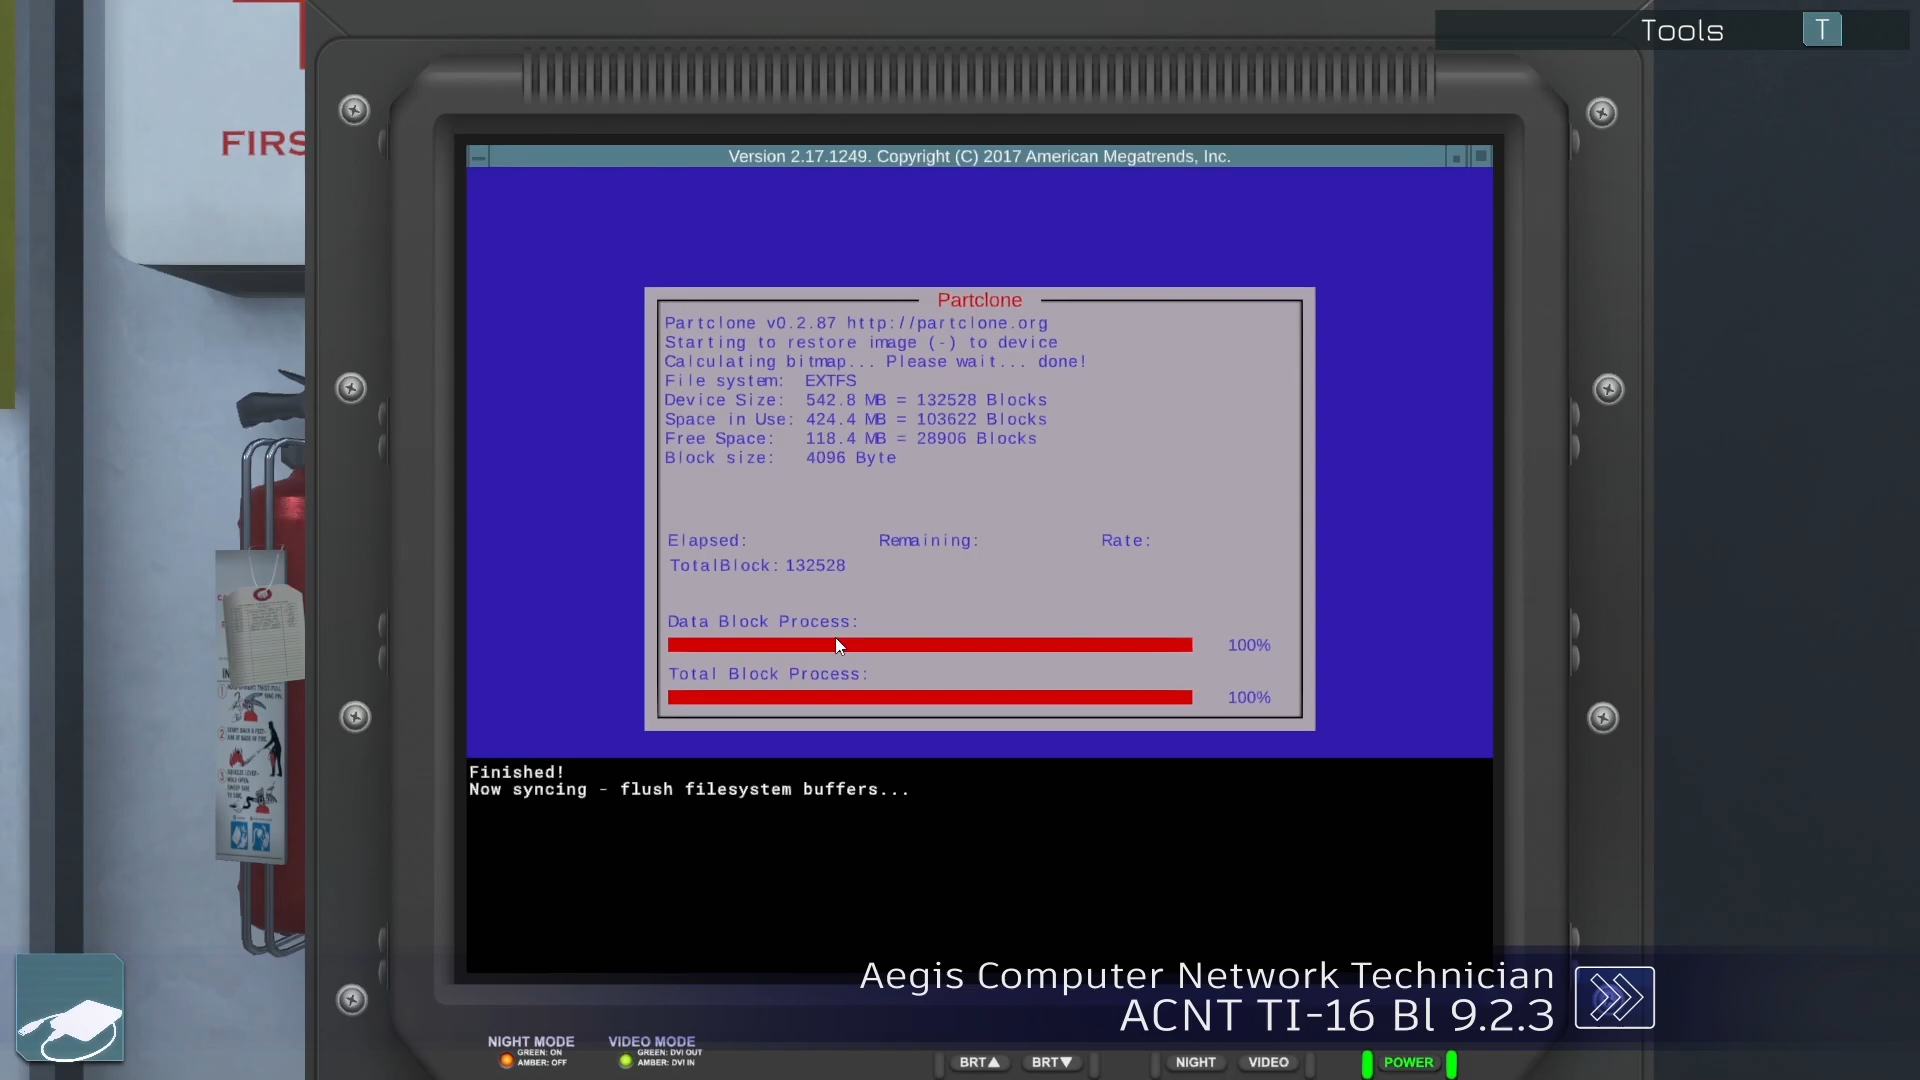 Tools T
FIRS
Version 2.17.1249. Copyright (C) 2017 American Megatrends, Inc.
Partclone
Partclone v0.2.87 http://partclone.org
Starting to restore image (-) to device
Calculating bitmap... Please wait... done!
File system: EXTFS
Device Size: 542.8 MB = 132528 Blocks
Space in Use: 424.4 MB = 103622 Blocks
Free Space: 118.4 MB = 28906 Blocks
Block size: 4096 Byte
Elapsed: Remaining: Rate:
TotalBlock: 132528
Data Block Process:
100%
Total Block Process:
100%
Finished!
Now syncing - flush filesystem buffers...
Aegis Computer Network Technician
ACNT TI-16 Bl 9.2.3
NIGHT MODE
GREEN: ON
AMBER: OFF
VIDEO MODE
GREEN: DVI OUT
AMBER: DVI IN
BRT▲ BRT▼ NIGHT VIDEO POWER